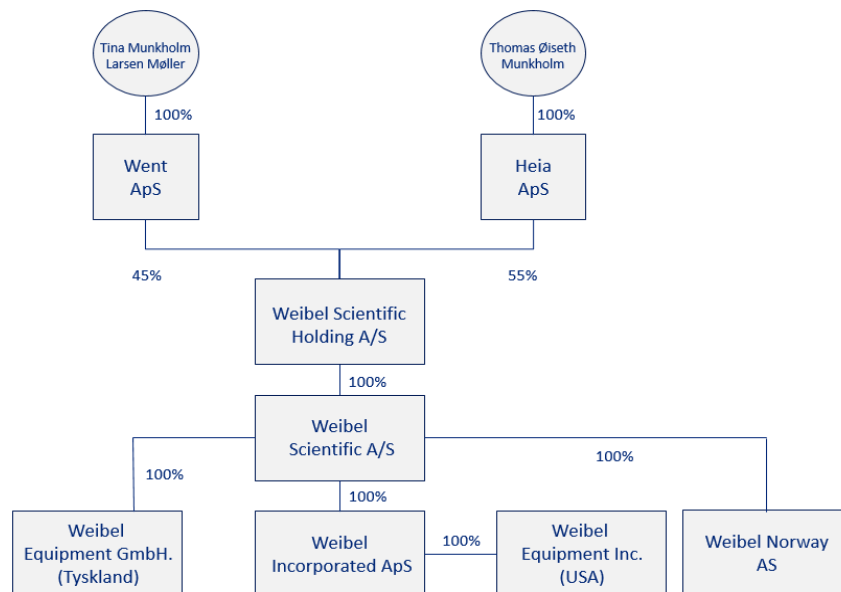 Tina Munkholm
Larsen Møller
Thomas Øiseth
Munkholm
100%
100%
Went
ApS
Heia
ApS
45%
55%
Weibel Scientific
Holding A/S
100%
Weibel
Scientific A/S
100%
100%
100%
Weibel
Equipment GmbH.
(Tyskland)
Weibel
Incorporated ApS
100%
Weibel
Equipment Inc.
(USA)
Weibel Norway
AS